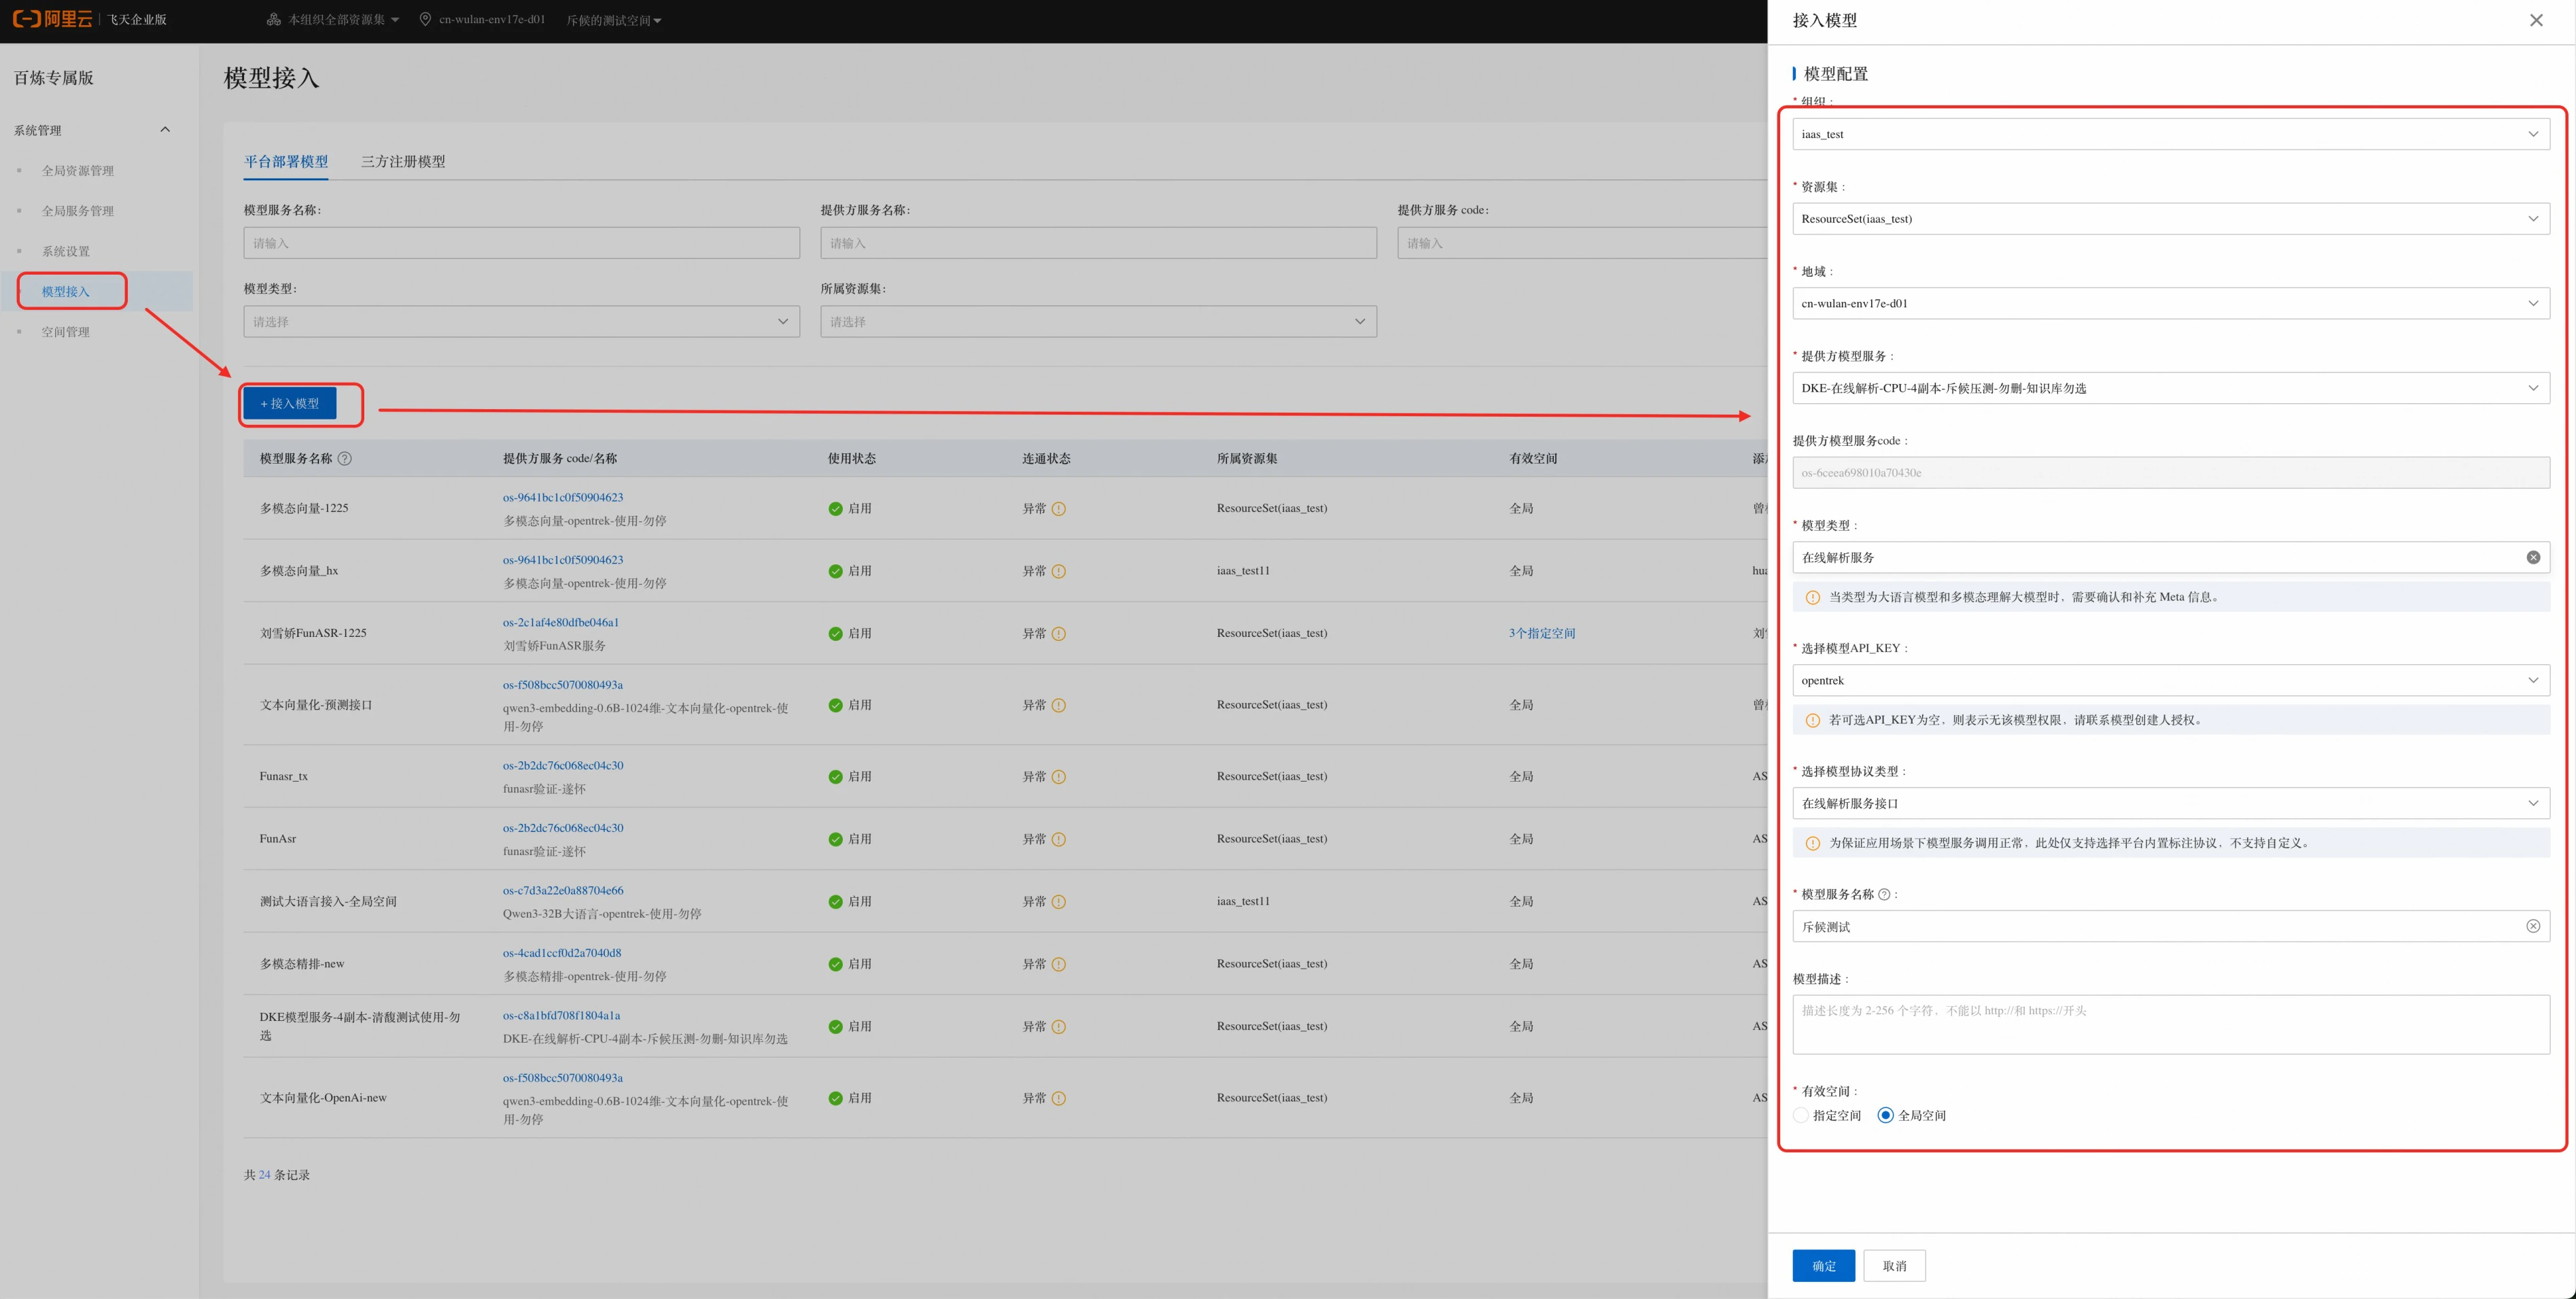 阿里云 | 飞天企业版
本组织全部资源集
cn-wulan-env17e-d01
斥候的测试空间
百炼专属版
系统管理
全局资源管理
全局服务管理
系统设置
模型接入
空间管理
模型接入
平台部署模型
三方注册模型
模型服务名称:
提供方服务名称:
提供方服务 code:
请输入
请输入
请输入
模型类型:
所属资源集:
请选择
请选择
+ 接入模型
模型服务名称 提供方服务 code/名称 使用状态 连通状态 所属资源集 有效空间
多模态向量-1225 os-9641bc1c0f50904623 启用 异常 ResourceSet(iaas_test) 全局
多模态向量-opentrek-使用-勿停
多模态向量_hx os-9641bc1c0f50904623 启用 异常 iaas_test11 全局 hua
多模态向量-opentrek-使用-勿停
刘雪娇FunASR-1225 os-2c1af4e80dfbe046a1 启用 异常 ResourceSet(iaas_test) 3个指定空间 刘
刘雪娇FunASR服务
文本向量化-预测接口 os-f508bcc5070080493a 启用 异常 ResourceSet(iaas_test) 全局
qwen3-embedding-0.6B-1024维-文本向量化-opentrek-使
用-勿停
Funasr_tx os-2b2dc76c068ec04c30 启用 异常 ResourceSet(iaas_test) 全局 AS
funasr验证-遂怀
FunAsr os-2b2dc76c068ec04c30 启用 异常 ResourceSet(iaas_test) 全局 AS
funasr验证-遂怀
测试大语言接入-全局空间 os-c7d3a22e0a88704e66 启用 异常 iaas_test11 全局 AS
Qwen3-32B大语言-opentrek-使用-勿停
多模态精排-new os-4cad1ccf0d2a7040d8 启用 异常 ResourceSet(iaas_test) 全局 AS
多模态精排-opentrek-使用-勿停
DKE模型服务-4副本-清馥测试使用-勿
选
os-c8a1bfd708f1804a1a 启用 异常 ResourceSet(iaas_test) 全局 AS
DKE-在线解析-CPU-4副本-斥候压测-勿删-知识库勿选
文本向量化-OpenAi-new os-f508bcc5070080493a 启用 异常 ResourceSet(iaas_test) 全局 AS
qwen3-embedding-0.6B-1024维-文本向量化-opentrek-使
用-勿停
共 24 条记录
接入模型
模型配置
* 组织 :
iaas_test
* 资源集 :
ResourceSet(iaas_test)
* 地域 :
cn-wulan-env17e-d01
* 提供方模型服务 :
DKE-在线解析-CPU-4副本-斥候压测-勿删-知识库勿选
提供方模型服务code :
os-6ceea698010a70430e
* 模型类型 :
在线解析服务
当类型为大语言模型和多模态理解大模型时，需要确认和补充 Meta 信息。
* 选择模型API_KEY :
opentrek
若可选API_KEY为空，则表示无该模型权限，请联系模型创建人授权。
* 选择模型协议类型 :
在线解析服务接口
为保证应用场景下模型服务调用正常，此处仅支持选择平台内置标注协议，不支持自定义。
* 模型服务名称 :
斥候测试
模型描述 :
描述长度为 2-256 个字符，不能以 http://和 https://开头
* 有效空间 :
指定空间 全局空间
确定 取消